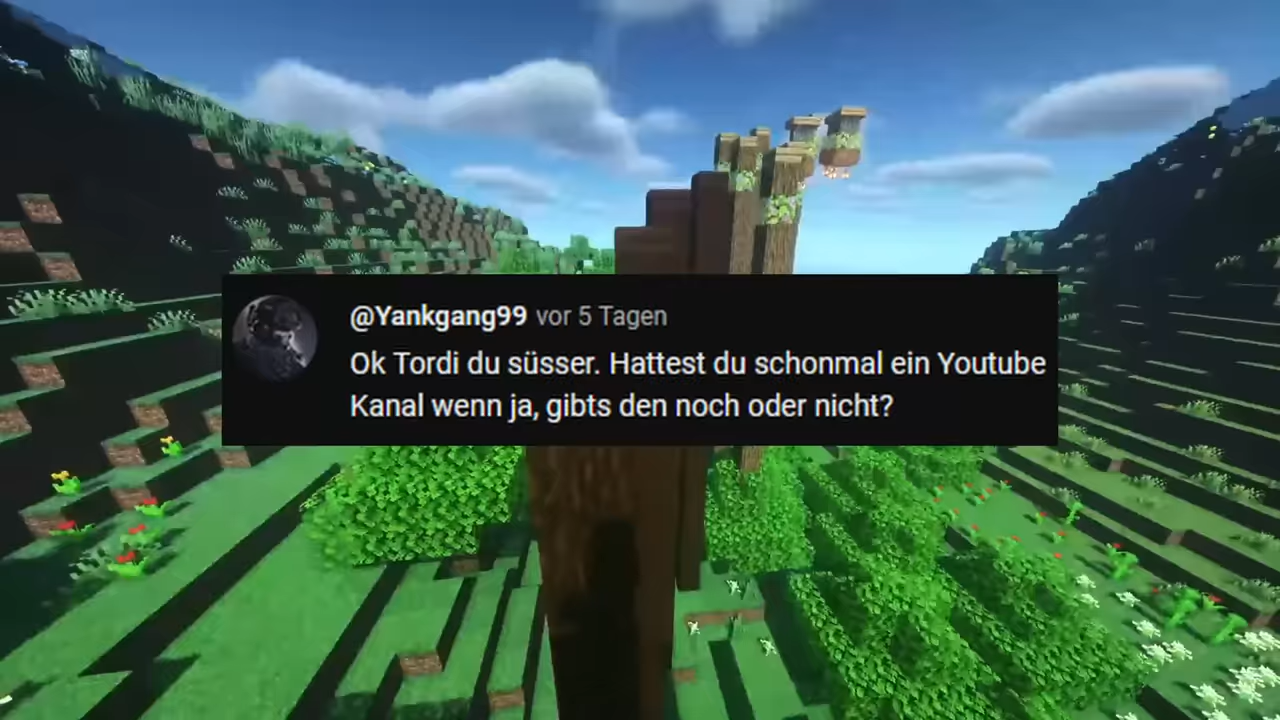 @Yankgang99 vor 5 Tagen
Ok Tordi du süsser. Hattest du schonmal ein Youtube
Kanal wenn ja, gibts den noch oder nicht?